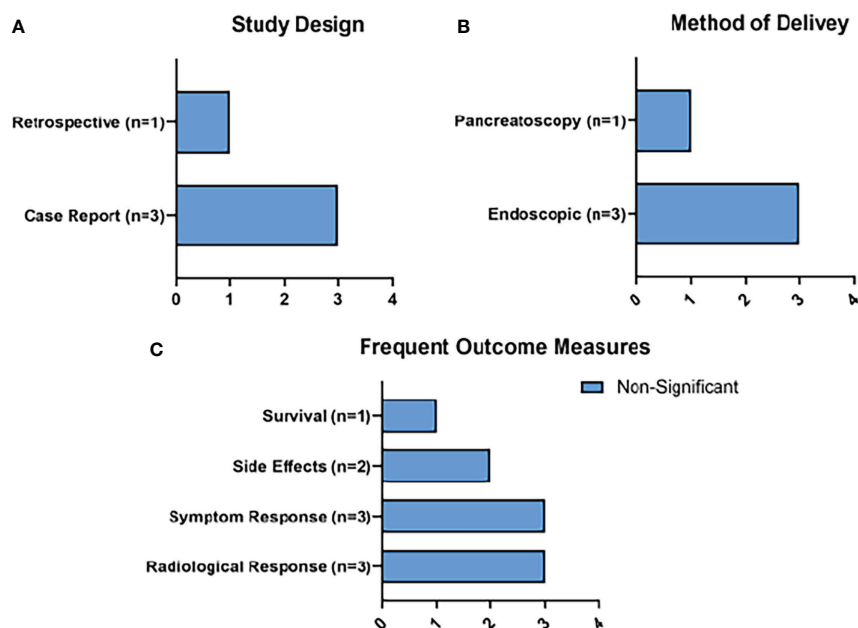 A
Study Design
Retrospective (n=1)
Case Report (n=3)
0 1 2 3 4
B
Method of Delivey
Pancreatoscopy (n=1)
Endoscopic (n=3)
0 1 2 3 4
C
Frequent Outcome Measures
Non-Significant
Survival (n=1)
Side Effects (n=2)
Symptom Response (n=3)
Radiological Response (n=3)
0 1 2 3 4